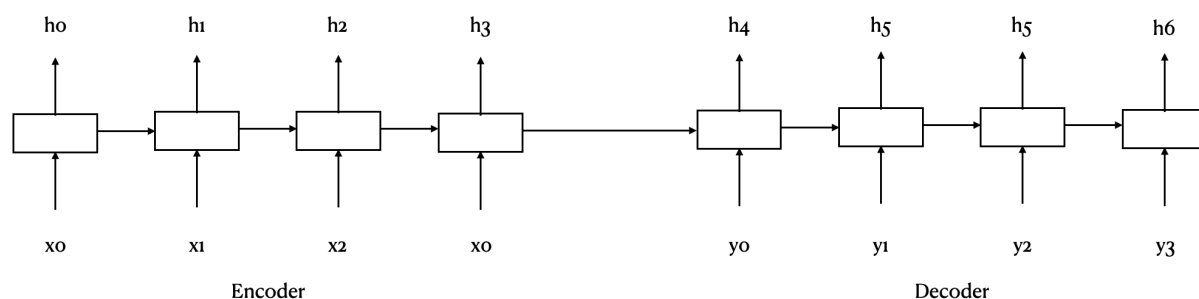 h0 h1 h2 h3 h4 h5 h5 h6
x0 x1 x2 x0 y0 y1 y2 y3
Encoder Decoder